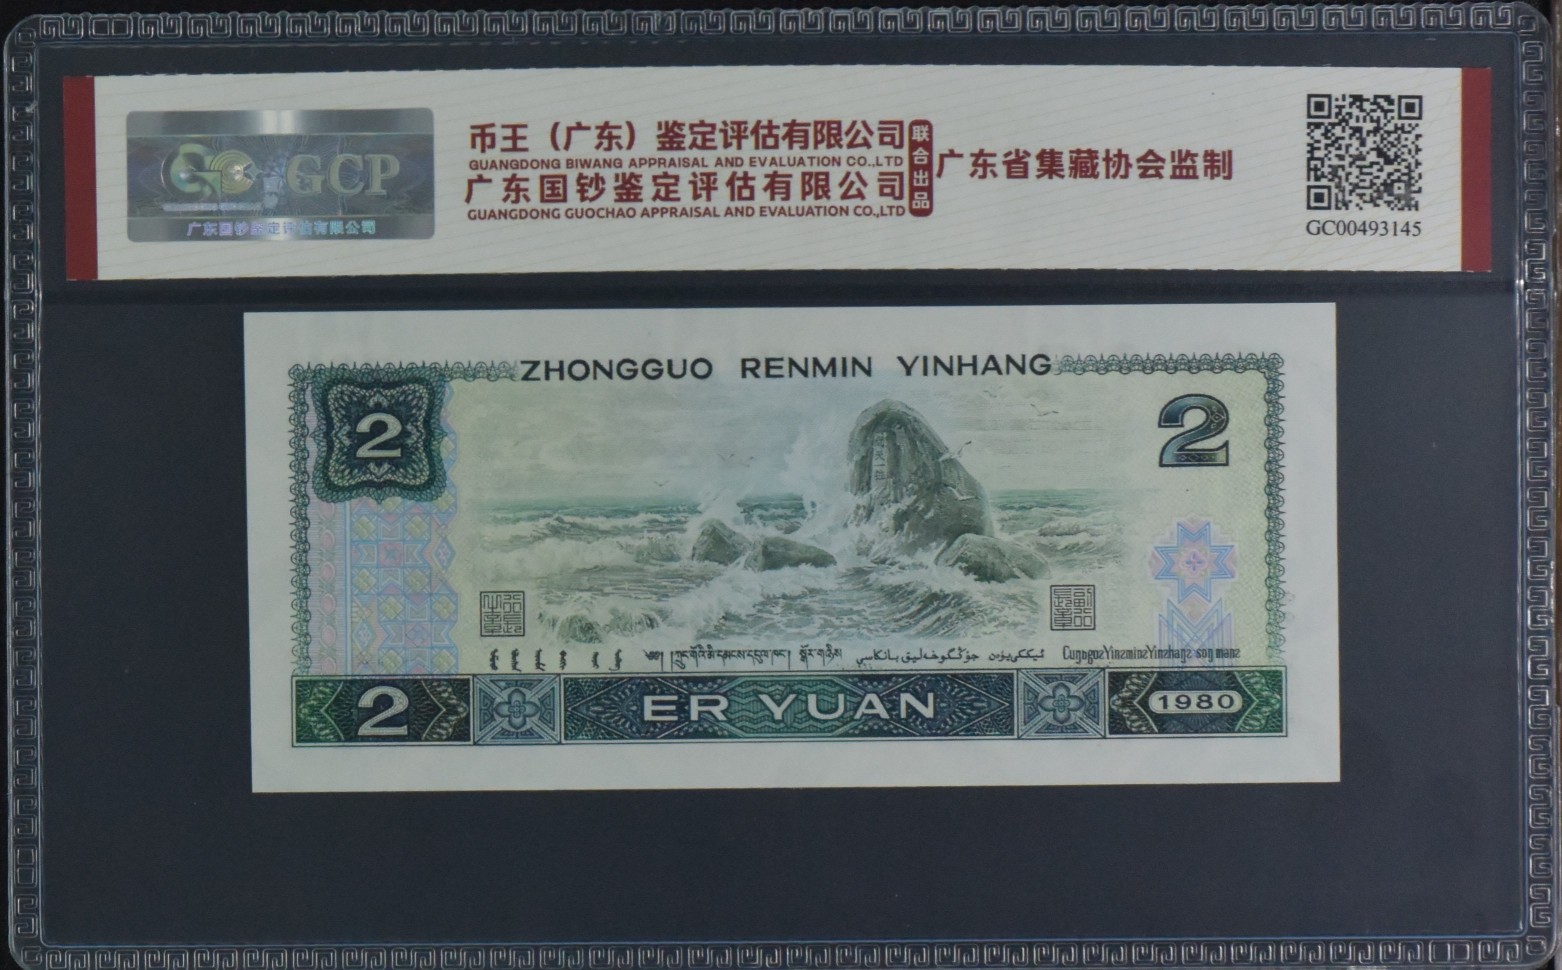 GCP
广东国钞鉴定评估有限公司
币王（广东）鉴定评估有限公司
GUANGDONG BIWANG APPRAISAL AND EVALUATION CO.,LTD
广东国钞鉴定评估有限公司
GUANGDONG GUOCHAO APPRAISAL AND EVALUATION CO.,LTD
联合出品
广东省集藏协会监制
GC00493145
ZHONGGUO RENMIN YINHANG
2
2
2 ER YUAN 1980